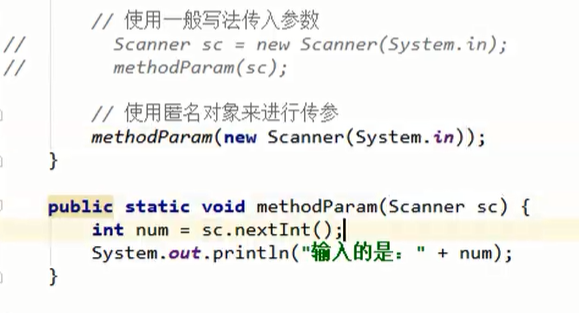 // 使用一般写法传入参数
// Scanner sc = new Scanner(System.in);
// methodParam(sc);
// 使用匿名对象来进行传参
methodParam(new Scanner(System.in));
}
public static void methodParam(Scanner sc) {
int num = sc.nextInt();
System.out.println("输入的是：" + num);
}